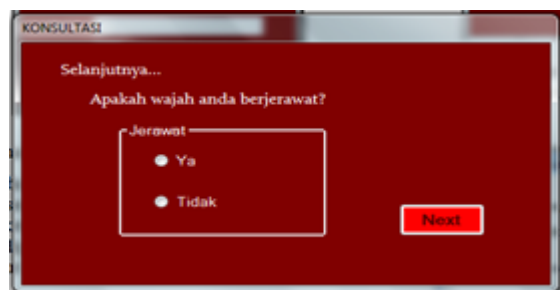 KONSULTASI
Selanjutnya...
Apakah wajah anda berjerawat?
Jerawat
Ya
Tidak
Next